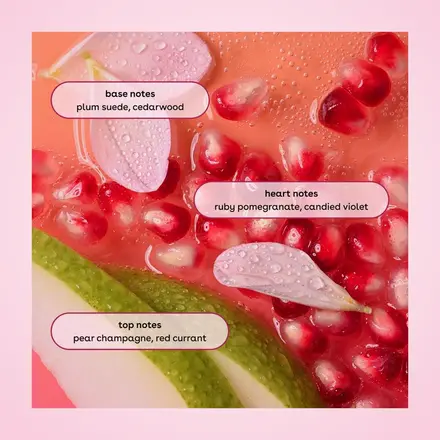 base notes
plum suede, cedarwood
heart notes
ruby pomegranate, candied violet
top notes
pear champagne, red currant